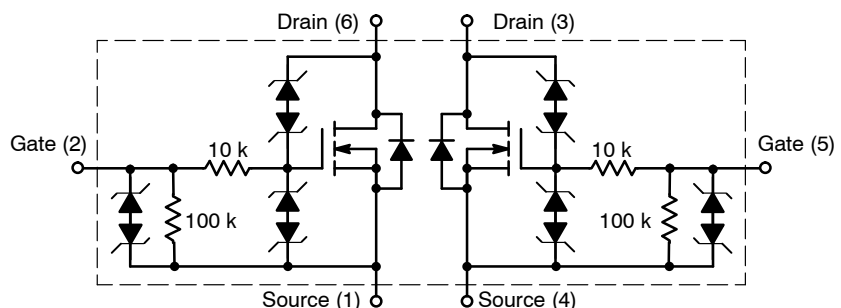 Drain (6)
Drain (3)
Gate (2)
10 k
10 k
Gate (5)
100 k
100 k
Source (1)
Source (4)